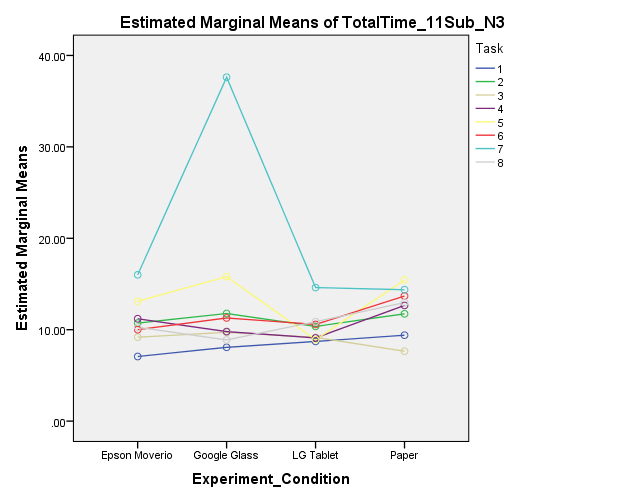 Estimated Marginal Means of TotalTime_11Sub_N3
Task
1
2
3
4
5
6
7
8
Estimated Marginal Means
40.00
30.00
20.00
10.00
.00
Epson Moverio
Google Glass
LG Tablet
Paper
Experiment_Condition